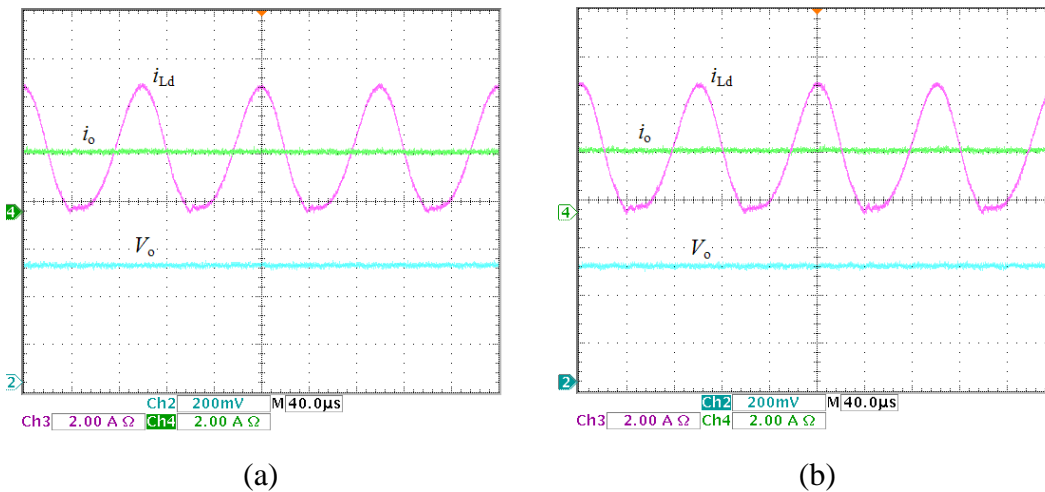 iLd
io
4
Vo
2
Ch2 200mV M 40.0µs
Ch3 2.00 A Ω Ch4 2.00 A Ω
(a)
iLd
io
4
Vo
2
Ch2 200mV M 40.0µs
Ch3 2.00 A Ω Ch4 2.00 A Ω
(b)